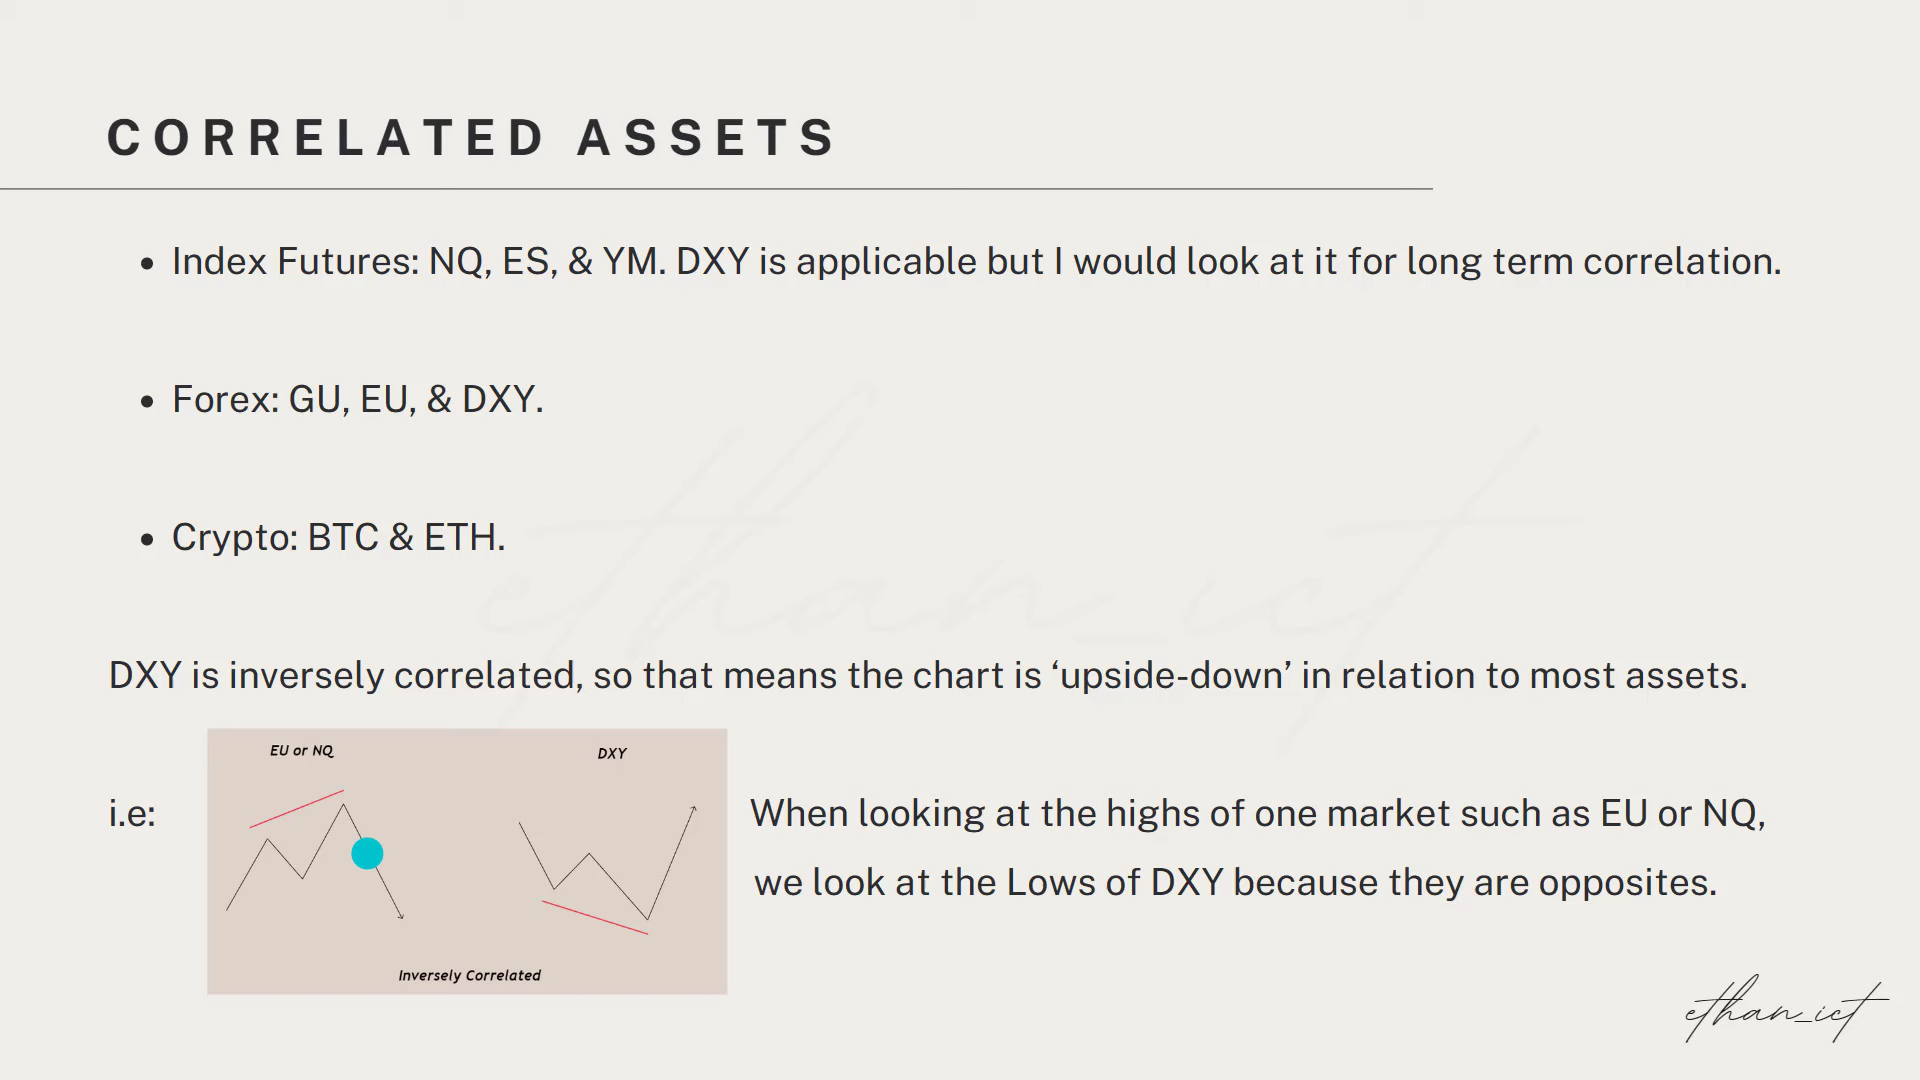 CORRELATED ASSETS
• Index Futures: NQ, ES, & YM. DXY is applicable but I would look at it for long term correlation.
• Forex: GU, EU, & DXY.
• Crypto: BTC & ETH.
ethan_ict
DXY is inversely correlated, so that means the chart is ‘upside-down’ in relation to most assets.
i.e:
EU or NQ
DXY
Inversely Correlated
When looking at the highs of one market such as EU or NQ,
we look at the Lows of DXY because they are opposites.
ethan_ict